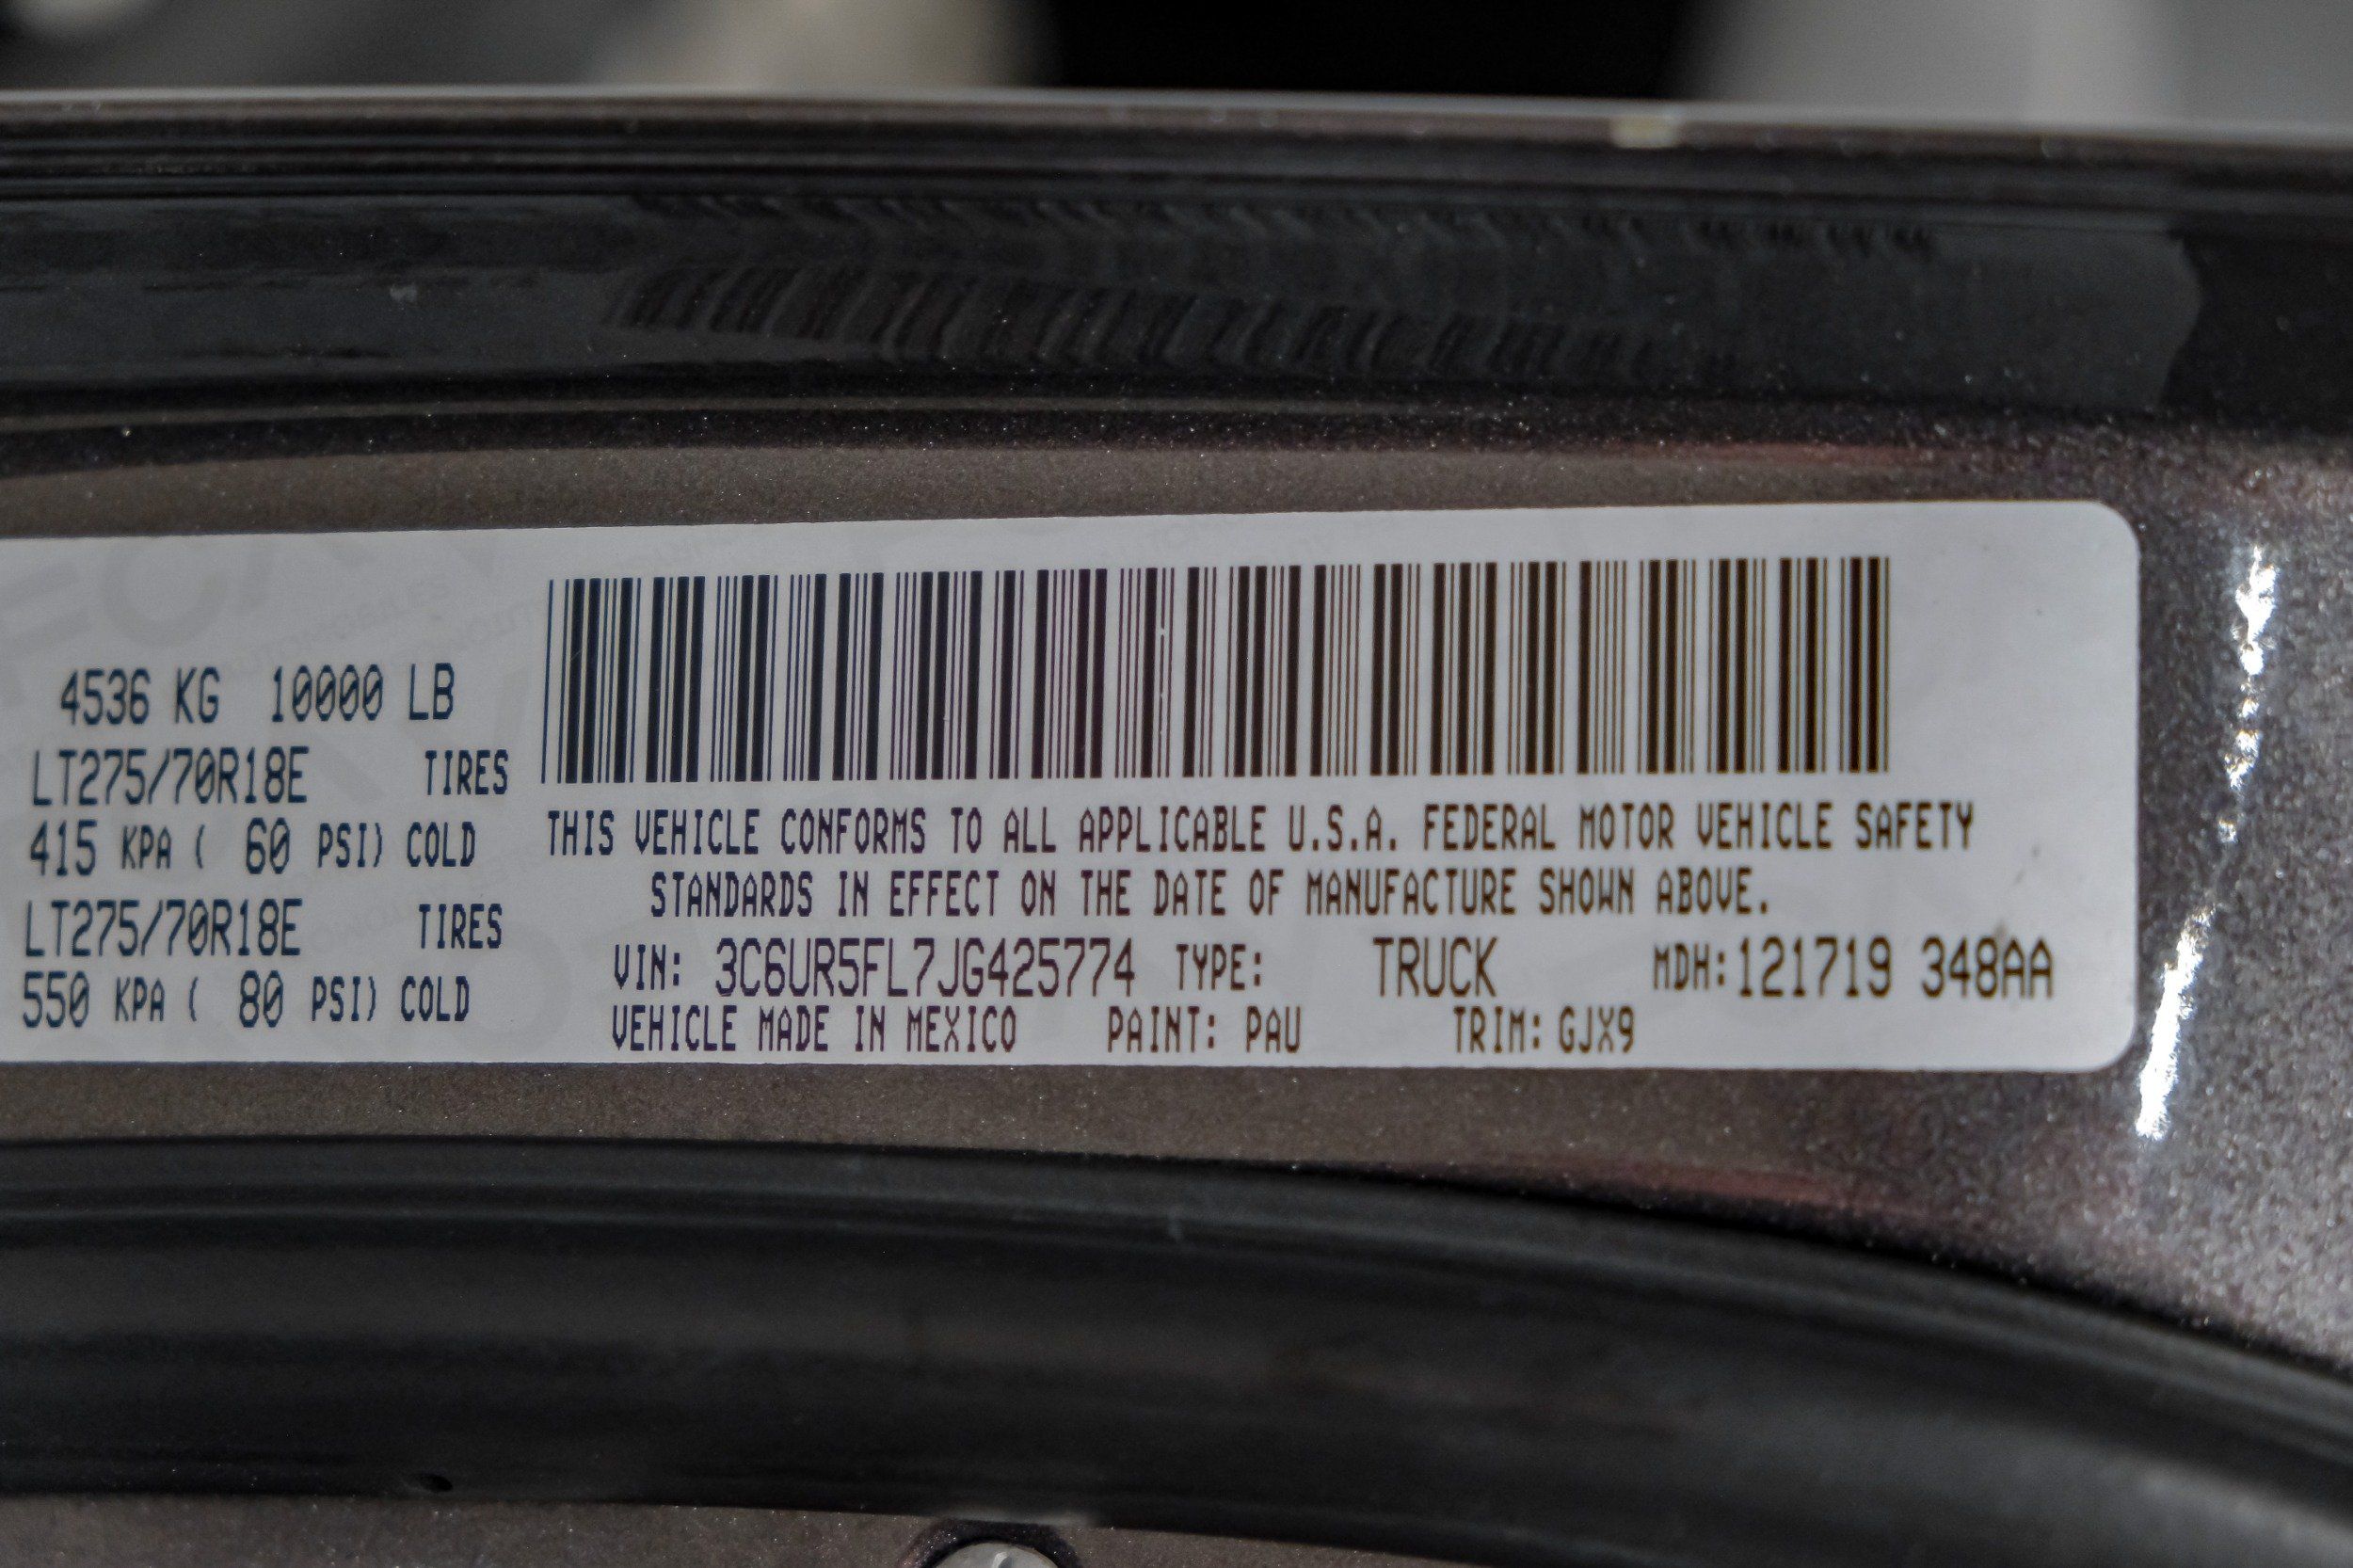 4536 KG 10000 LB
LT275/70R18E TIRES
415 KPA ( 60 PSI) COLD
LT275/70R18E TIRES
550 KPA ( 80 PSI) COLD
THIS VEHICLE CONFORMS TO ALL APPLICABLE U.S.A. FEDERAL MOTOR VEHICLE SAFETY
STANDARDS IN EFFECT ON THE DATE OF MANUFACTURE SHOWN ABOVE.
VIN: 3C6UR5FL7JG425774 TYPE: TRUCK MDH:121719 348AA
VEHICLE MADE IN MEXICO PAINT: PAU TRIM: GJX9